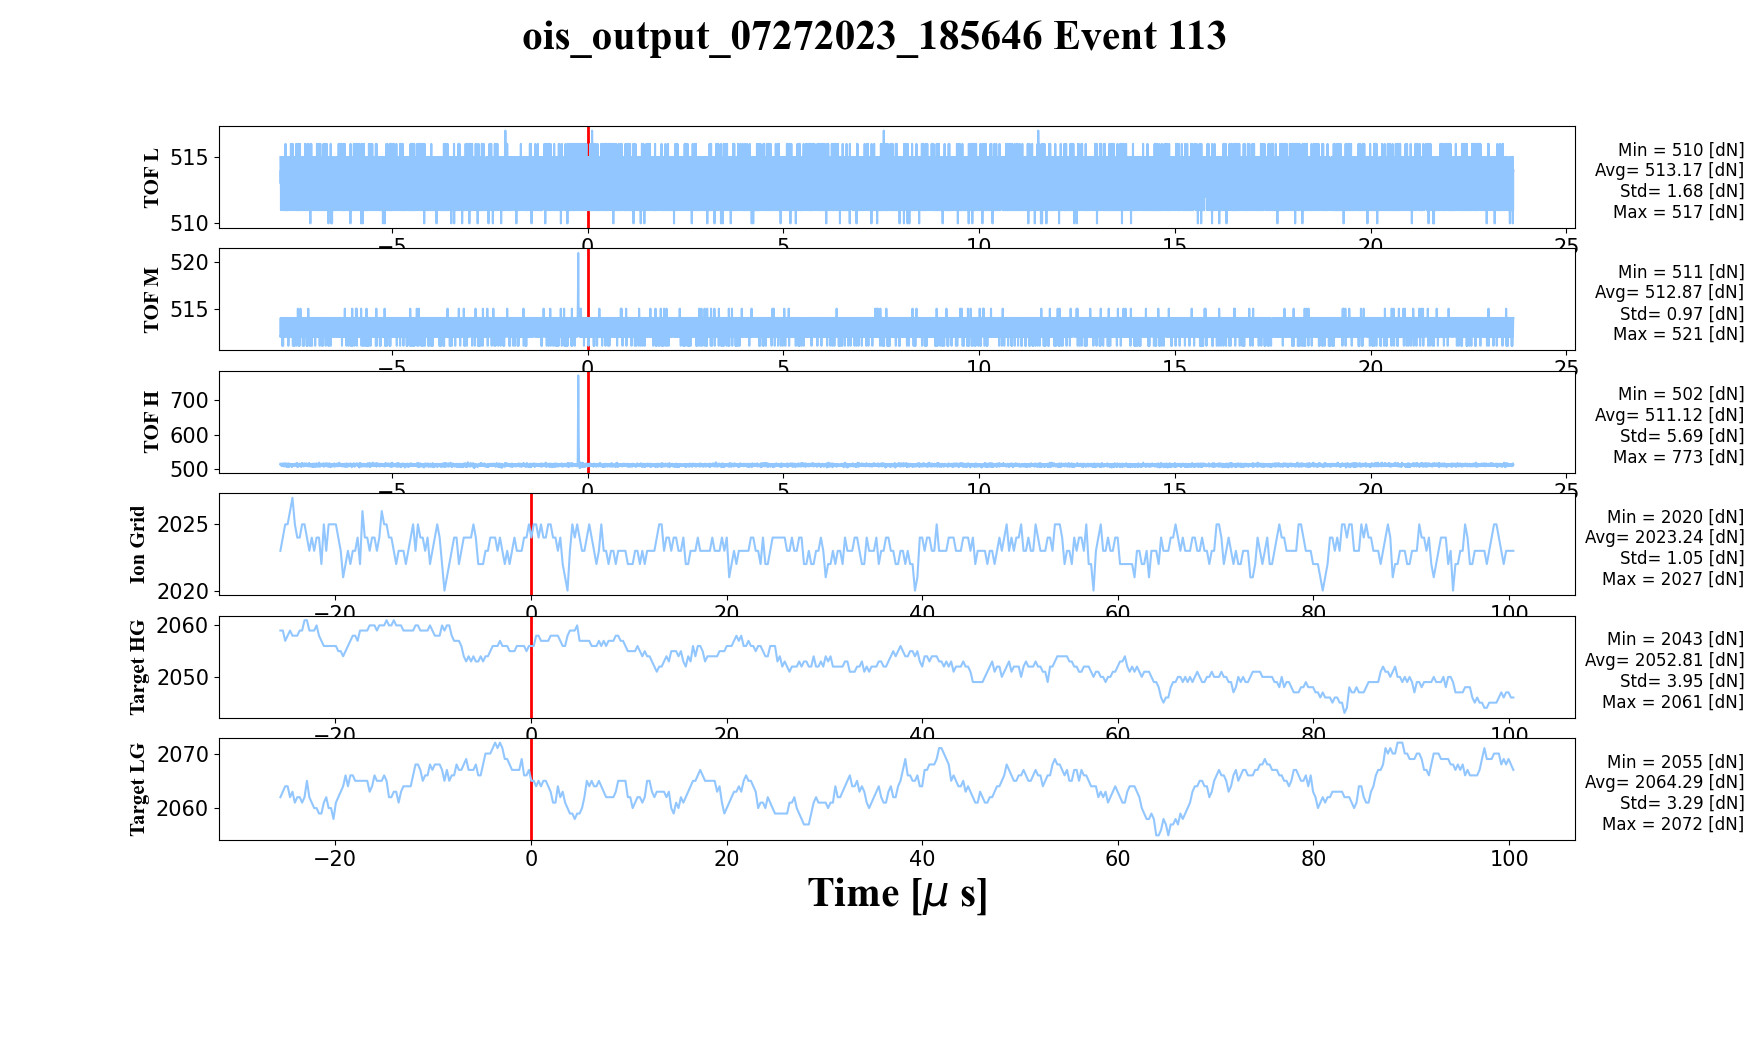 ois_output_07272023_185646 Event 113
TOF L
515
510
Min = 510 [dN]
Avg= 513.17 [dN]
Std= 1.68 [dN]
Max = 517 [dN]
−5 0 5 10 15 20 25
TOF M
520
515
Min = 511 [dN]
Avg= 512.87 [dN]
Std= 0.97 [dN]
Max = 521 [dN]
−5 0 5 10 15 20 25
TOF H
700
600
500
Min = 502 [dN]
Avg= 511.12 [dN]
Std= 5.69 [dN]
Max = 773 [dN]
−5 0 5 10 15 20 25
Ion Grid
2025
2020
Min = 2020 [dN]
Avg= 2023.24 [dN]
Std= 1.05 [dN]
Max = 2027 [dN]
−20 0 20 40 60 80 100
Target HG
2060
2050
Min = 2043 [dN]
Avg= 2052.81 [dN]
Std= 3.95 [dN]
Max = 2061 [dN]
−20 0 20 40 60 80 100
Target LG
2070
2060
Min = 2055 [dN]
Avg= 2064.29 [dN]
Std= 3.29 [dN]
Max = 2072 [dN]
−20 0 20 40 60 80 100
Time [μ s]